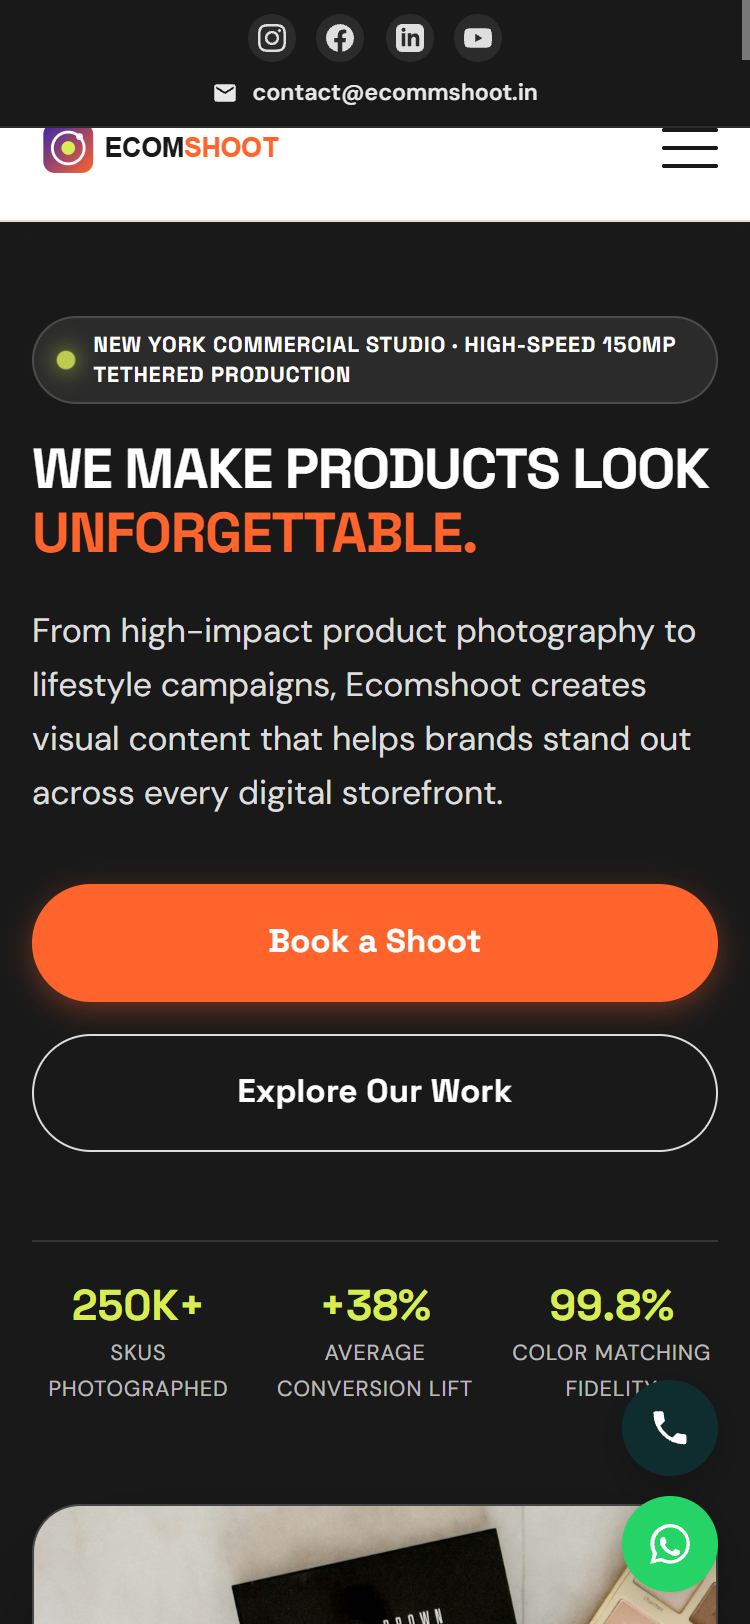 contact@ecommshoot.in
ECOMSHOOT
NEW YORK COMMERCIAL STUDIO · HIGH-SPEED 150MP
TETHERED PRODUCTION
WE MAKE PRODUCTS LOOK
UNFORGETTABLE.
From high-impact product photography to
lifestyle campaigns, Ecomshoot creates
visual content that helps brands stand out
across every digital storefront.
Book a Shoot
Explore Our Work
250K+ +38% 99.8%
SKUS AVERAGE COLOR MATCHING
PHOTOGRAPHED CONVERSION LIFT FIDELITY